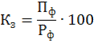 Кз = Пф / Рф · 100